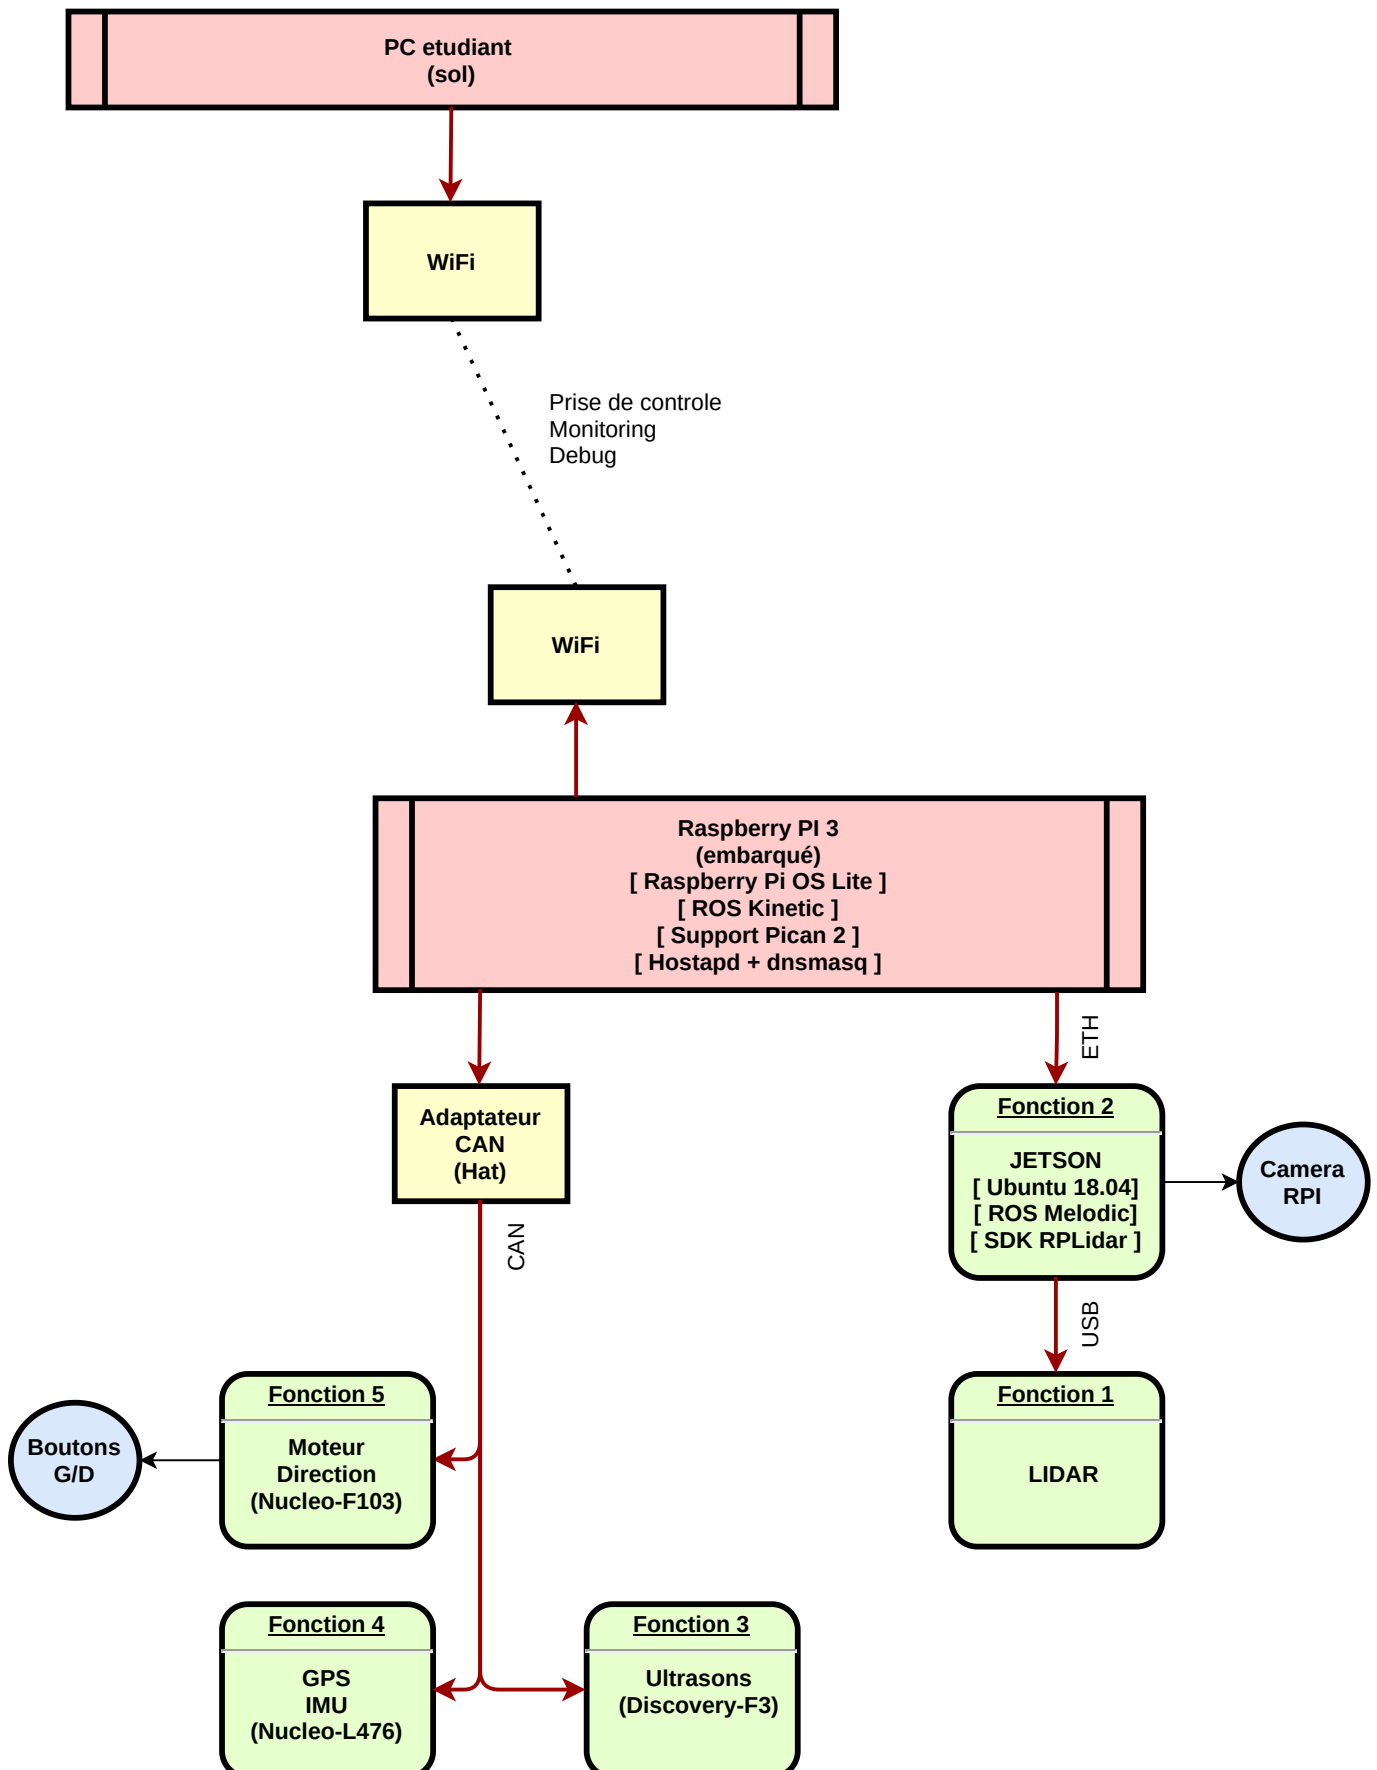 PC etudiant
(sol)
WiFi
Prise de controle
Monitoring
Debug
WiFi
Raspberry PI 3
(embarqué)
[ Raspberry Pi OS Lite ]
[ ROS Kinetic ]
[ Support Pican 2 ]
[ Hostapd + dnsmasq ]
ETH
Adaptateur
CAN
(Hat)
Fonction 2
JETSON
[ Ubuntu 18.04]
[ ROS Melodic]
[ SDK RPLidar ]
Camera
RPI
CAN
USB
Fonction 5
Moteur
Direction
(Nucleo-F103)
Boutons
G/D
Fonction 1
LIDAR
Fonction 4
GPS
IMU
(Nucleo-L476)
Fonction 3
Ultrasons
(Discovery-F3)